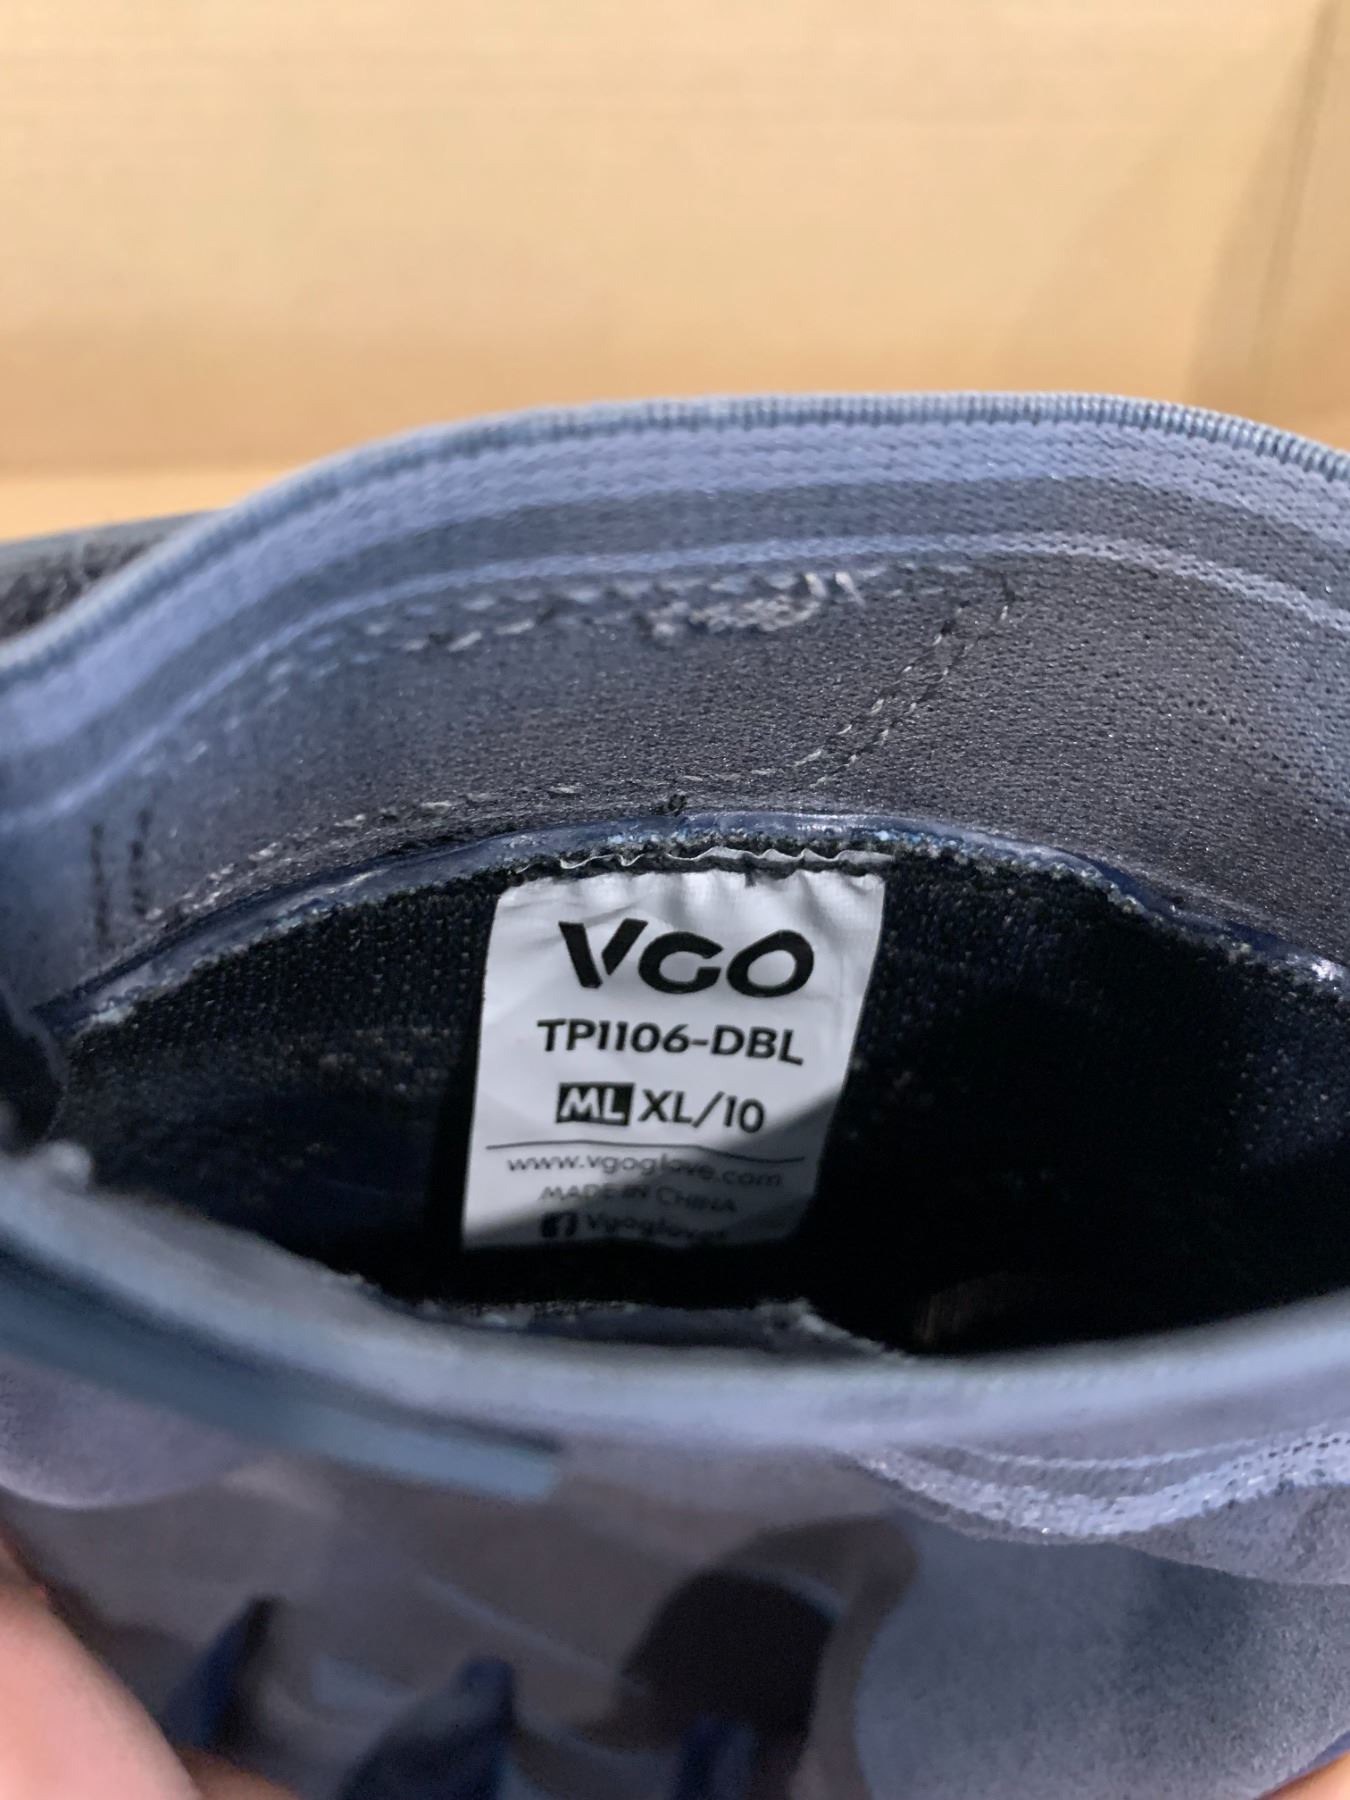 VGO
TP1106-DBL
ML XL/10
www.vgoglove.com
MADE IN CHINA